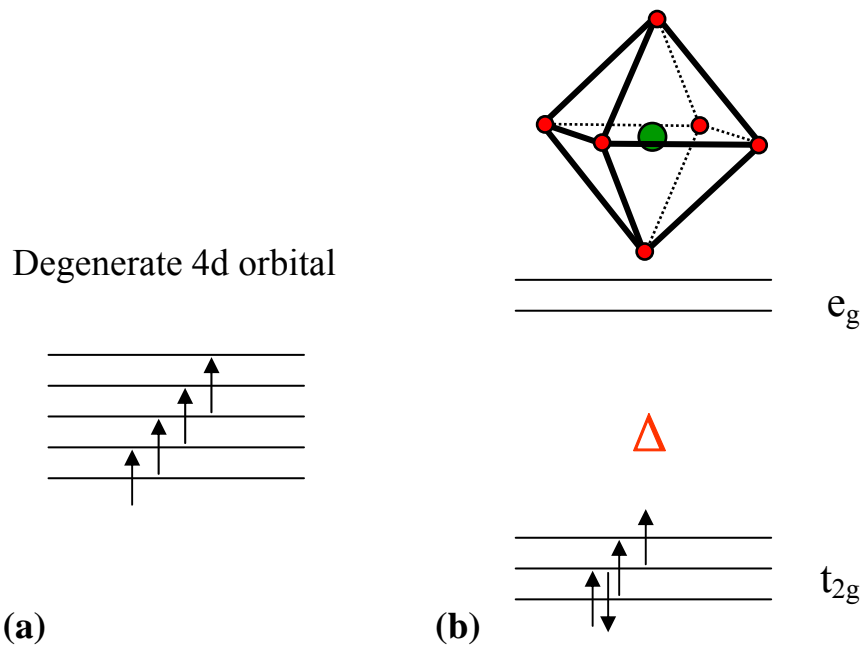 Degenerate 4d orbital
(a)
e_g
Δ
t_2g
(b)